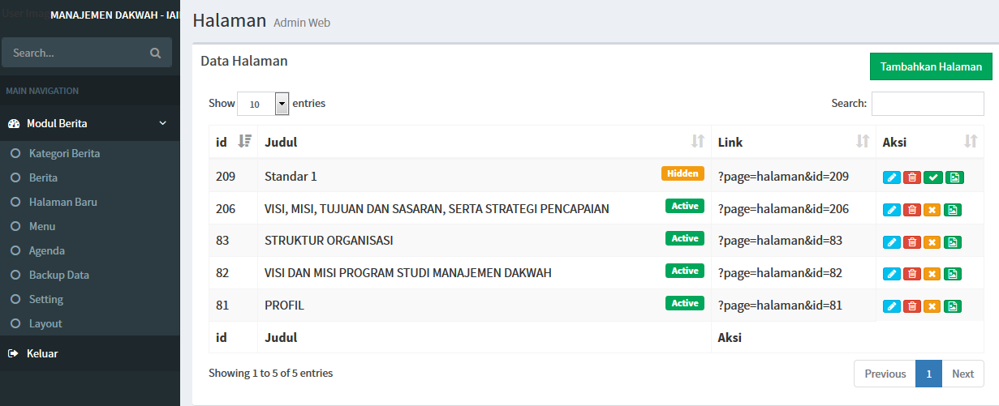 User Imag MANAJEMEN DAKWAH - IAI
Halaman Admin Web
Search...
MAIN NAVIGATION
Modul Berita
Kategori Berita
Berita
Halaman Baru
Menu
Agenda
Backup Data
Setting
Layout
Keluar
Data Halaman
Tambahkan Halaman
Show 10 entries
Search:
id Judul Link Aksi
209 Standar 1 Hidden ?page=halaman&id=209
206 VISI, MISI, TUJUAN DAN SASARAN, SERTA STRATEGI PENCAPAIAN Active ?page=halaman&id=206
83 STRUKTUR ORGANISASI Active ?page=halaman&id=83
82 VISI DAN MISI PROGRAM STUDI MANAJEMEN DAKWAH Active ?page=halaman&id=82
81 PROFIL Active ?page=halaman&id=81
id Judul Aksi
Showing 1 to 5 of 5 entries
Previous 1 Next